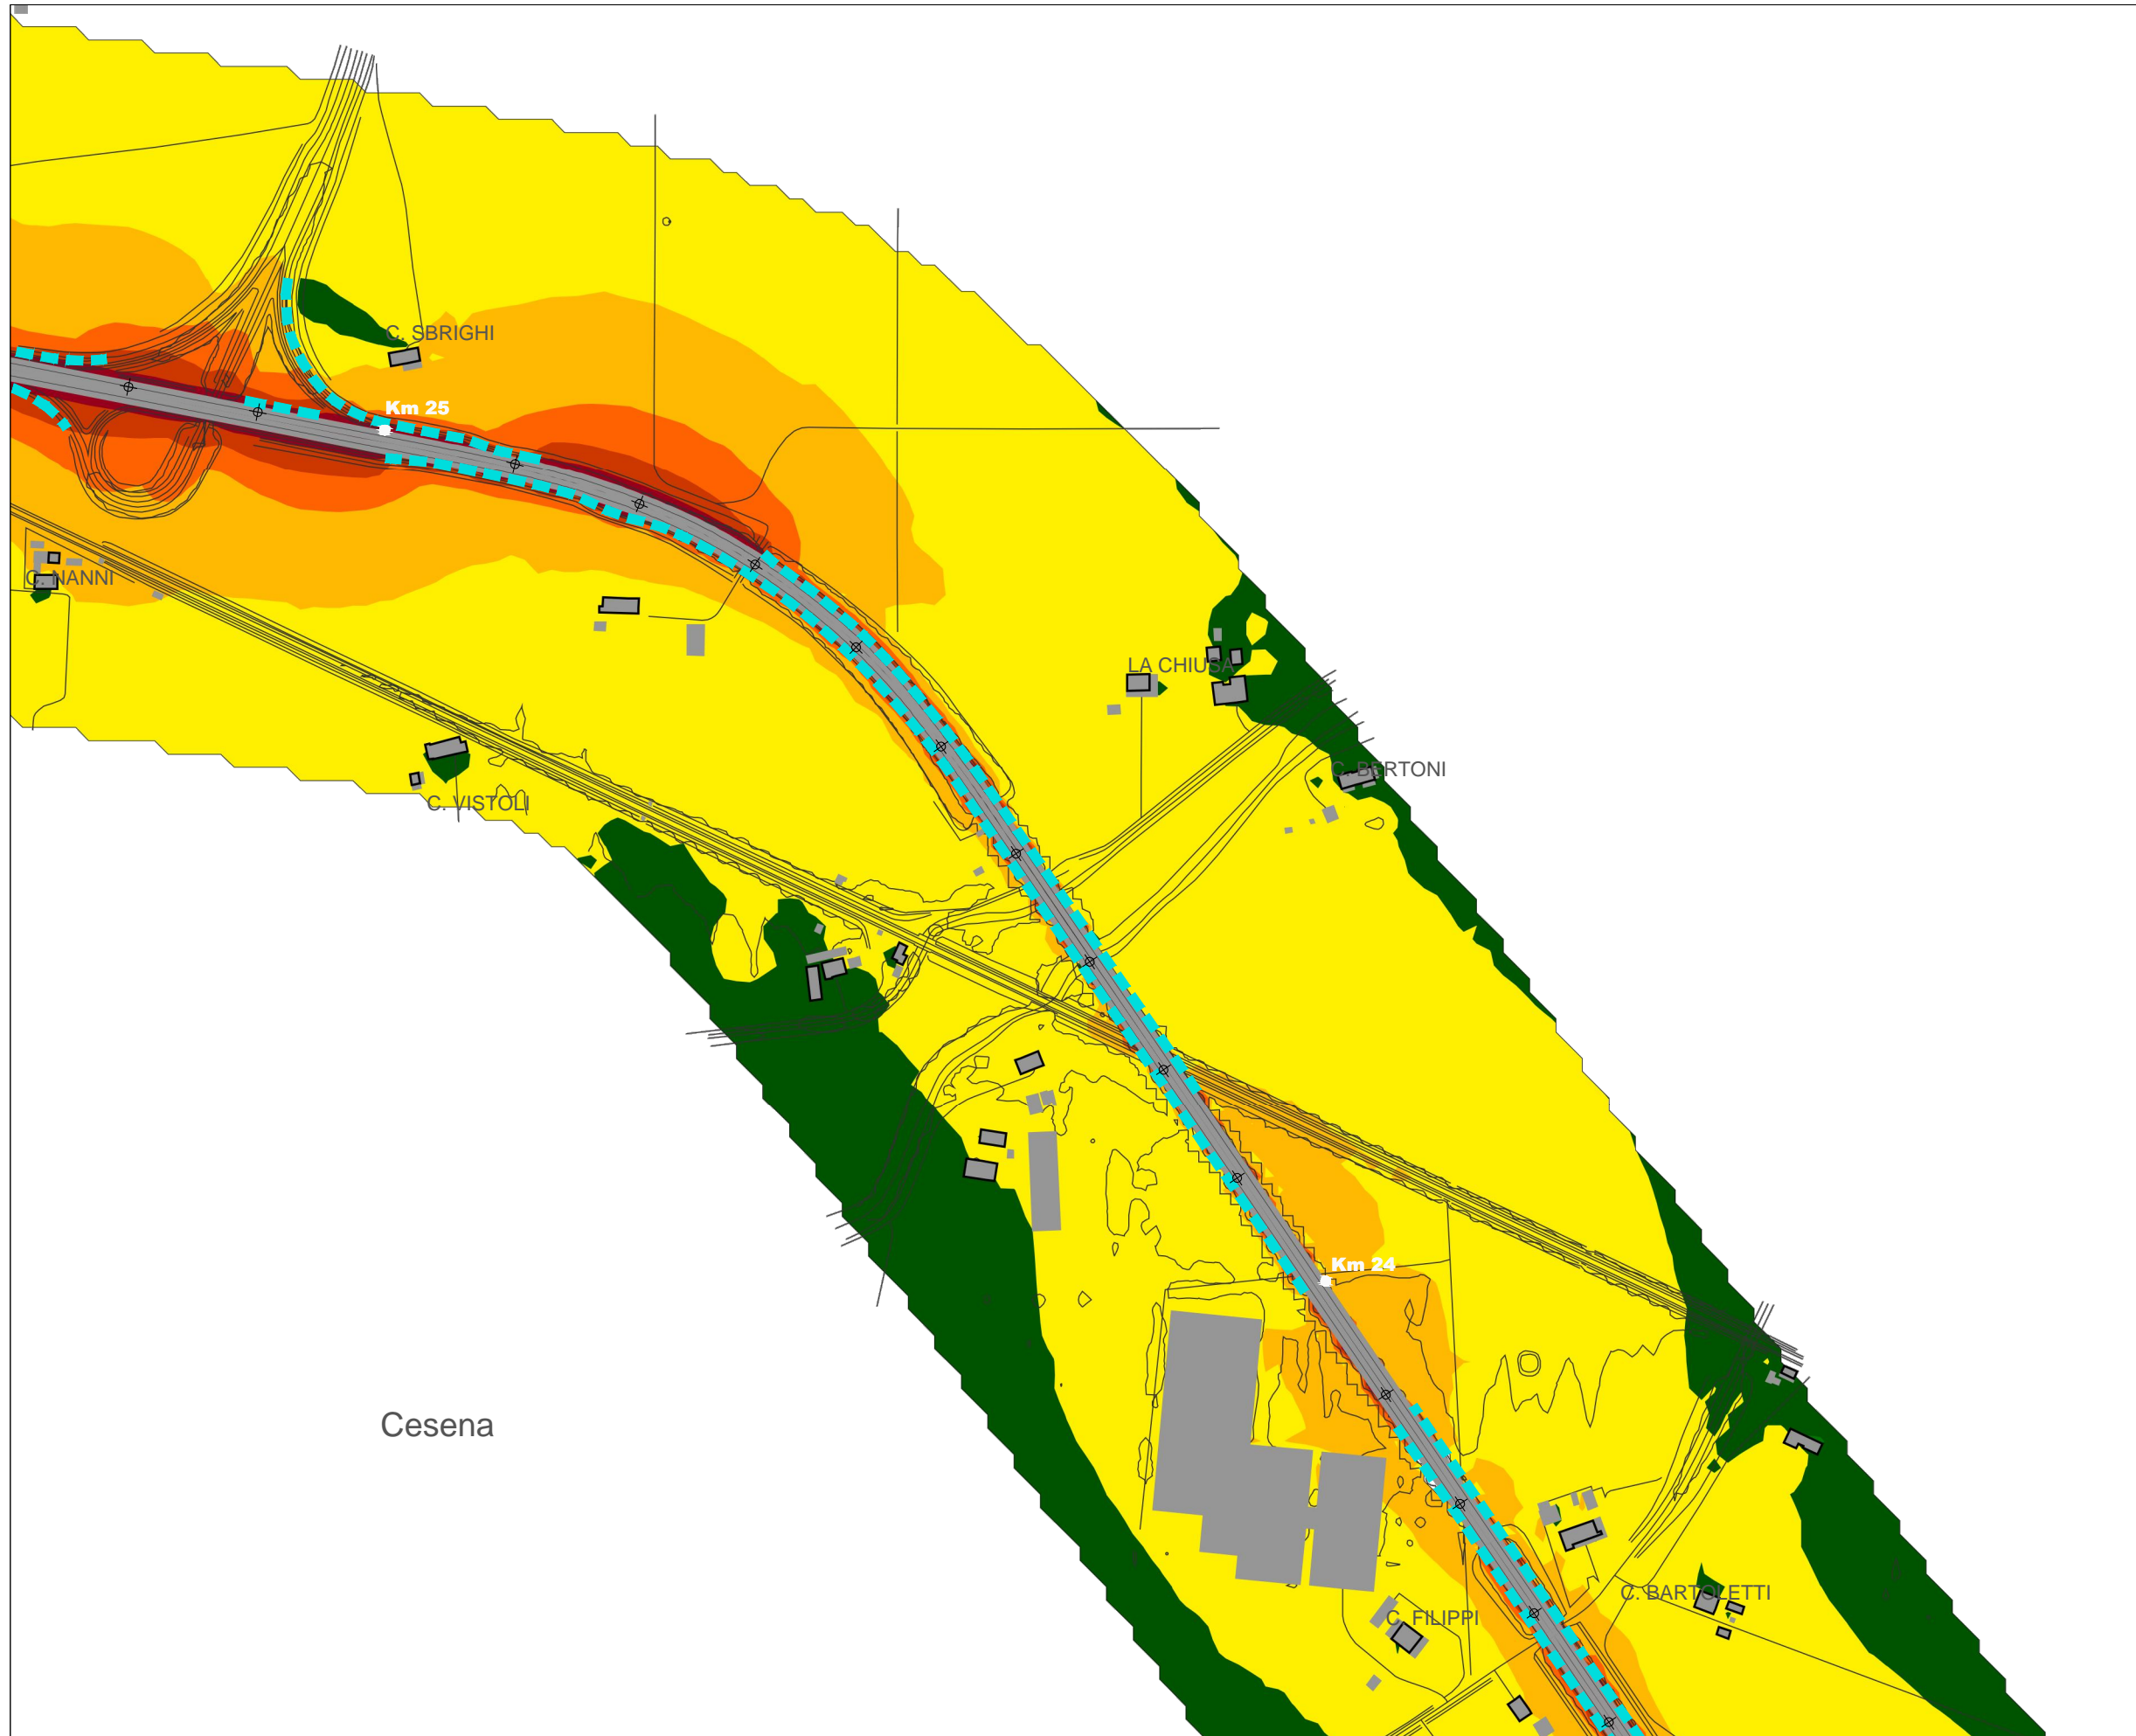 C. SBRIGHI
Km 25
C. NANNI
LA CHIUSA
C. BERTONI
C. VISTOLI
Km 24
Cesena
C. BARTOLETTI
C. FILIPPI